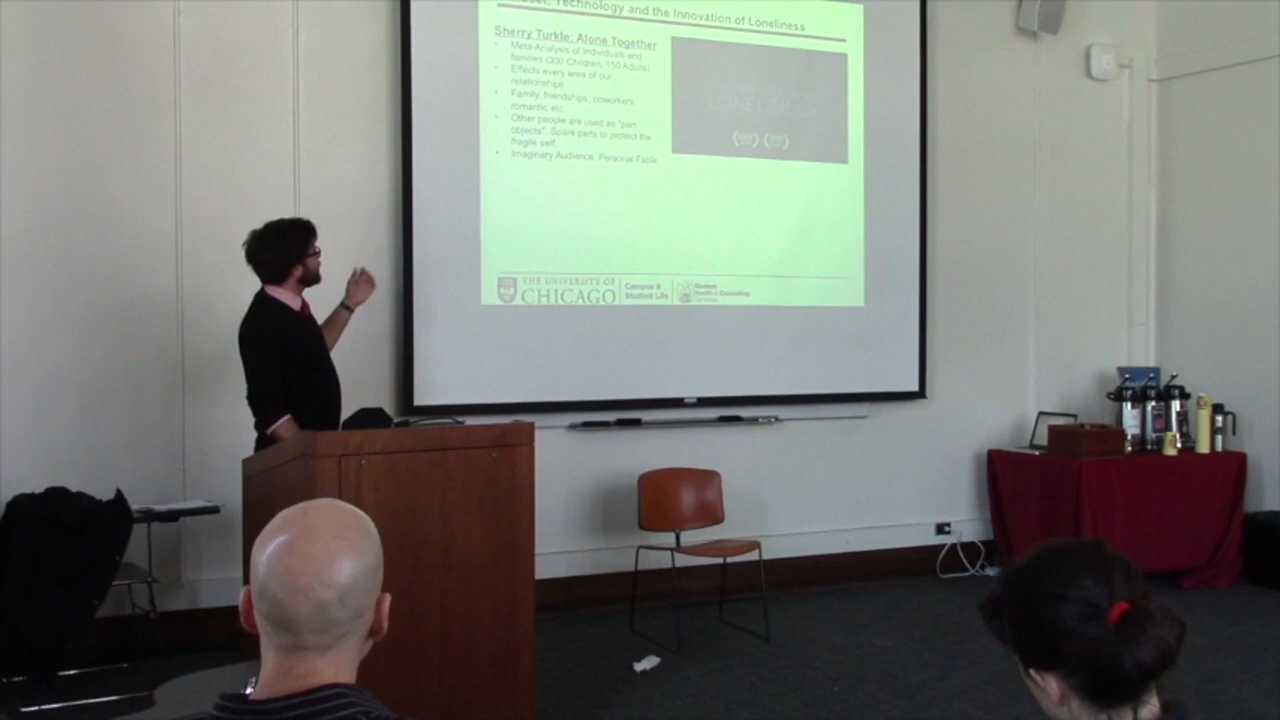 Technology and the Innovation of Loneliness
Sherry Turkle: Alone Together
• Meta-Analysis of Individuals and
families (300 Children, 150 Adults)
• Effects every area of our
relationships
• Family, friendships, coworkers,
romantic etc.
• Other people are used as "part
objects". Spare parts to protect the
fragile self.
• Imaginary Audience, Personal Fable
LONELINESS
THE UNIVERSITY OF
CHICAGO
Campus &
Student Life
Student
Health & Counseling
Services